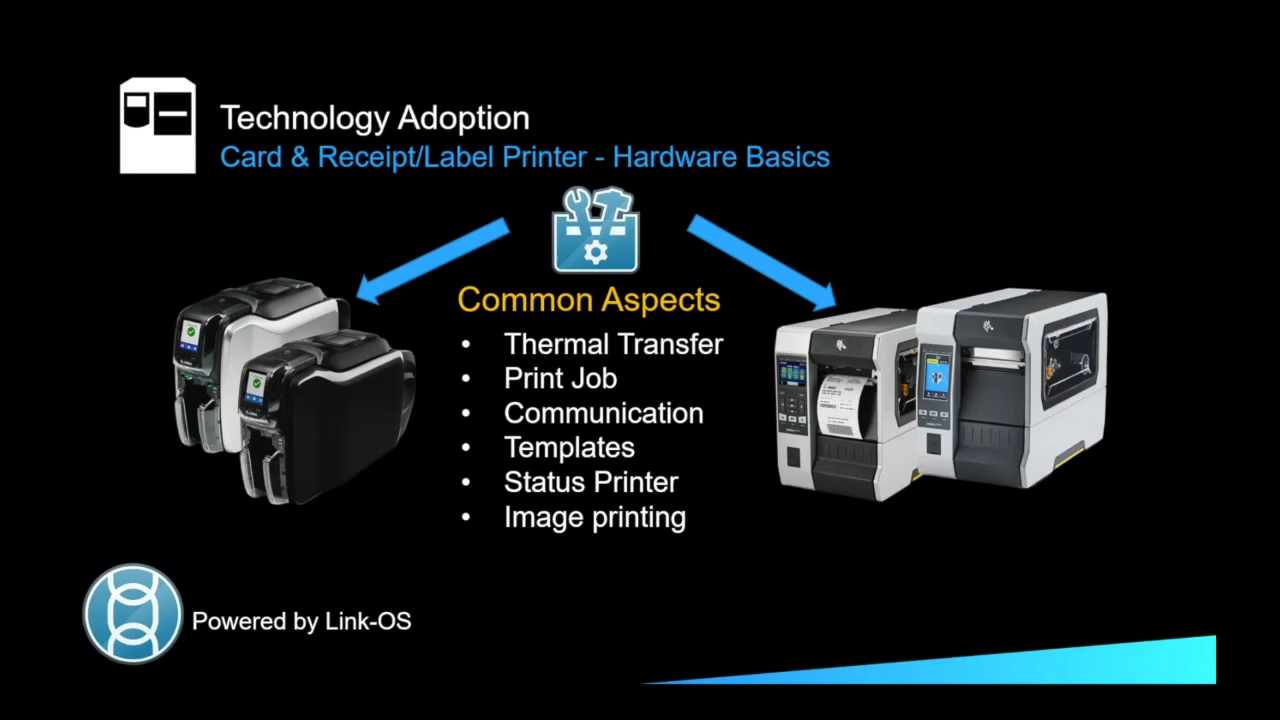 Technology Adoption
Card & Receipt/Label Printer - Hardware Basics
Common Aspects
• Thermal Transfer
• Print Job
• Communication
• Templates
• Status Printer
• Image printing
Powered by Link-OS